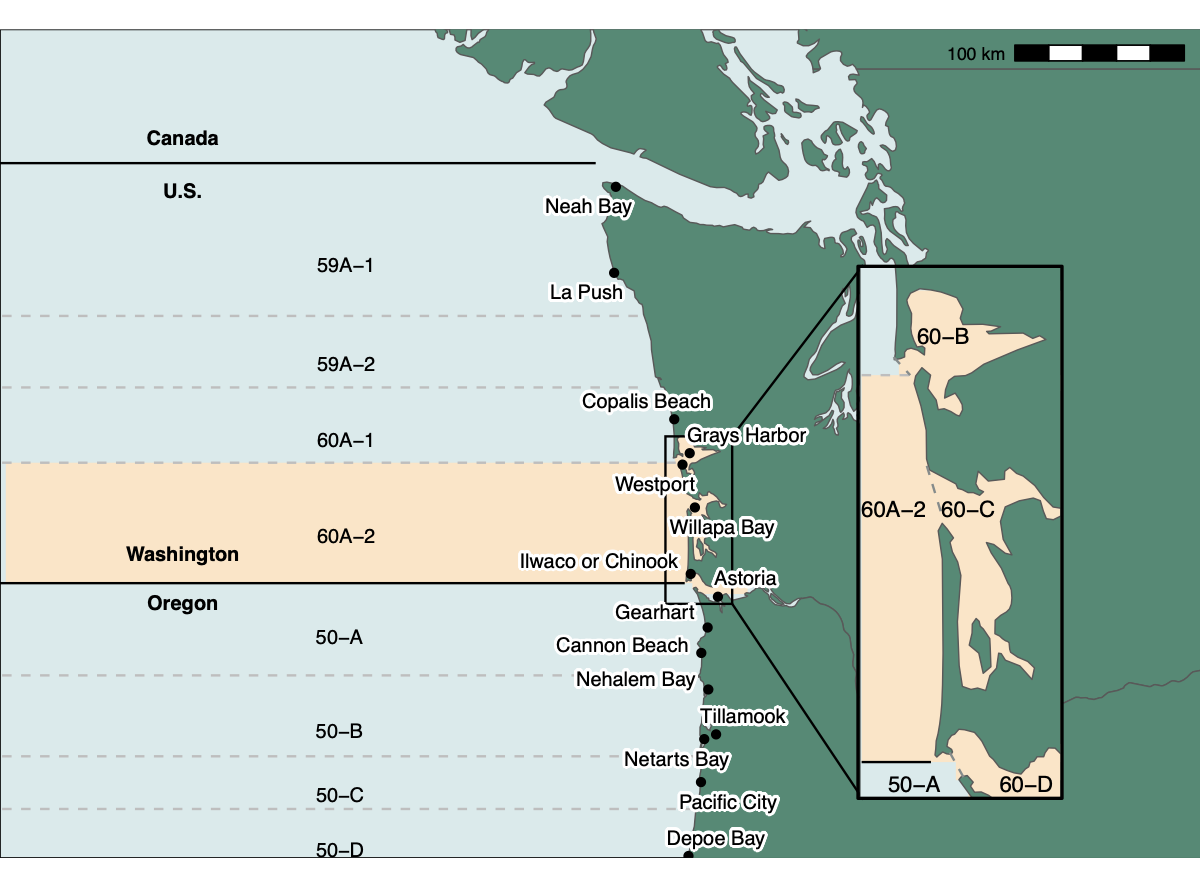 100 km
Canada
U.S.
Neah Bay
59A−1
La Push
59A−2
Copalis Beach
60A−1
Grays Harbor
Westport
Willapa Bay
60A−2
Washington
Ilwaco or Chinook
Astoria
Oregon
Gearhart
50−A
Cannon Beach
Nehalem Bay
Tillamook
50−B
Netarts Bay
50−C
Pacific City
Depoe Bay
50−D
60−B
60A−2
60−C
50−A
60−D